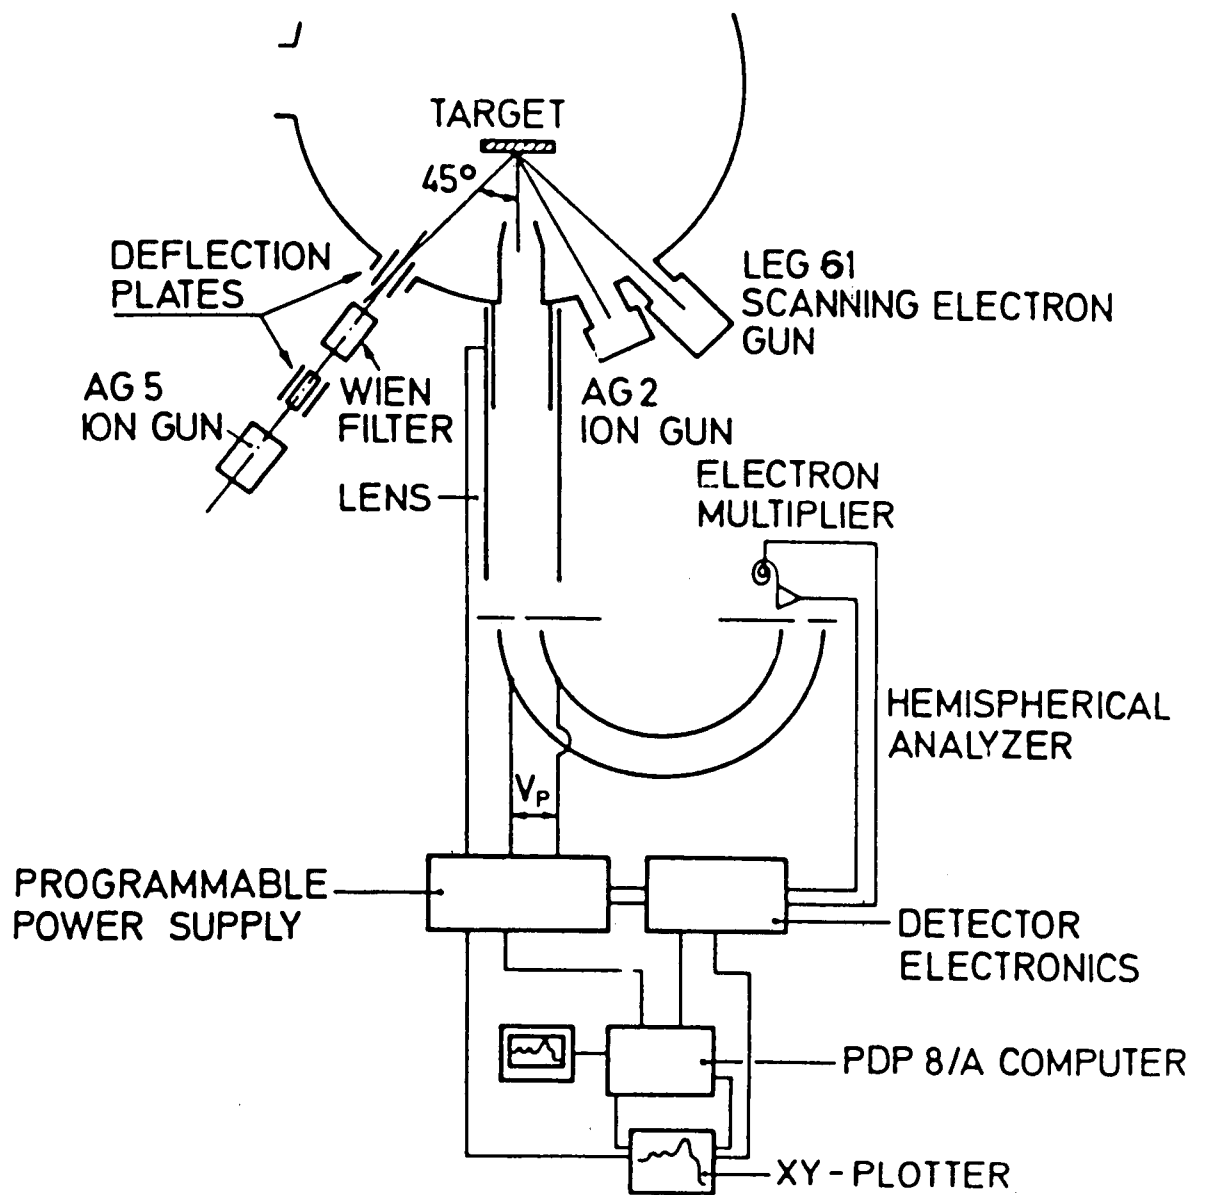 TARGET
45°
DEFLECTION
PLATES
LEG 61
SCANNING ELECTRON
GUN
AG 5
ION GUN
WIEN
FILTER
AG 2
ION GUN
LENS
ELECTRON
MULTIPLIER
HEMISPHERICAL
ANALYZER
VP
PROGRAMMABLE
POWER SUPPLY
DETECTOR
ELECTRONICS
PDP 8/A COMPUTER
XY-PLOTTER